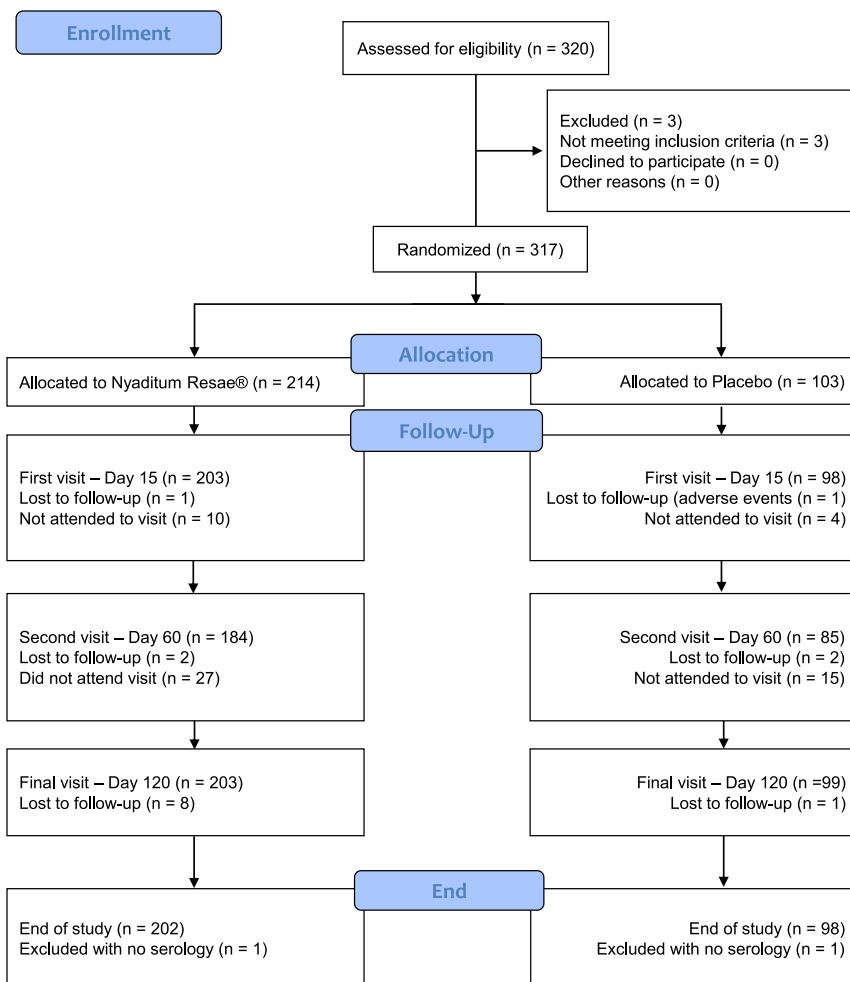 Enrollment
Assessed for eligibility (n = 320)
Excluded (n = 3)
Not meeting inclusion criteria (n = 3)
Declined to participate (n = 0)
Other reasons (n = 0)
Randomized (n = 317)
Allocation
Allocated to Nyaditum Resae® (n = 214)
Allocated to Placebo (n = 103)
Follow-Up
First visit – Day 15 (n = 203)
Lost to follow-up (n = 1)
Not attended to visit (n = 10)
First visit – Day 15 (n = 98)
Lost to follow-up (adverse events (n = 1)
Not attended to visit (n = 4)
Second visit – Day 60 (n = 184)
Lost to follow-up (n = 2)
Did not attend visit (n = 27)
Second visit – Day 60 (n = 85)
Lost to follow-up (n = 2)
Not attended to visit (n = 15)
Final visit – Day 120 (n = 203)
Lost to follow-up (n = 8)
Final visit – Day 120 (n =99)
Lost to follow-up (n = 1)
End
End of study (n = 202)
Excluded with no serology (n = 1)
End of study (n = 98)
Excluded with no serology (n = 1)